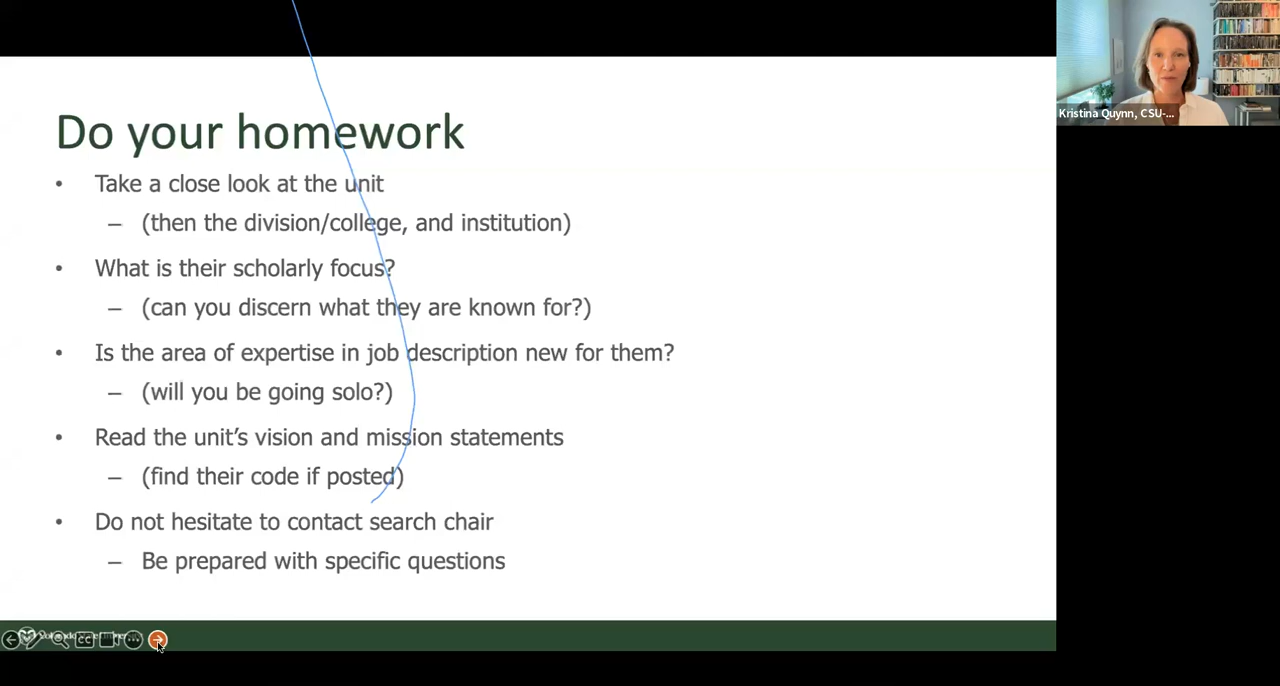 Do your homework
• Take a close look at the unit
– (then the division/college, and institution)
• What is their scholarly focus?
– (can you discern what they are known for?)
• Is the area of expertise in job description new for them?
– (will you be going solo?)
• Read the unit’s vision and mission statements
– (find their code if posted)
• Do not hesitate to contact search chair
– Be prepared with specific questions
Kristina Quynn, CSU-...
CC